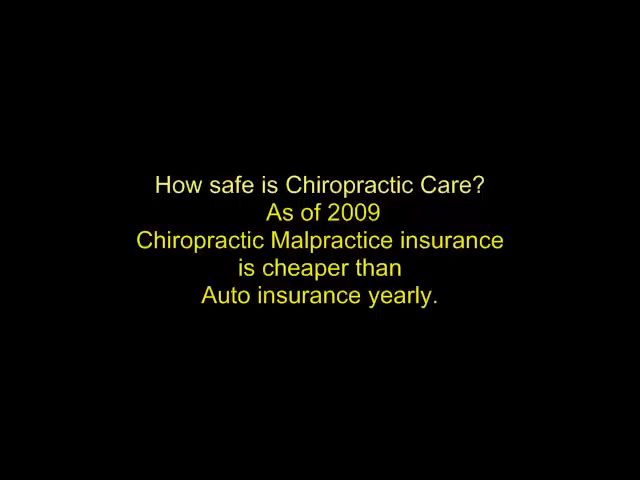 How safe is Chiropractic Care?
As of 2009
Chiropractic Malpractice insurance
is cheaper than
Auto insurance yearly.